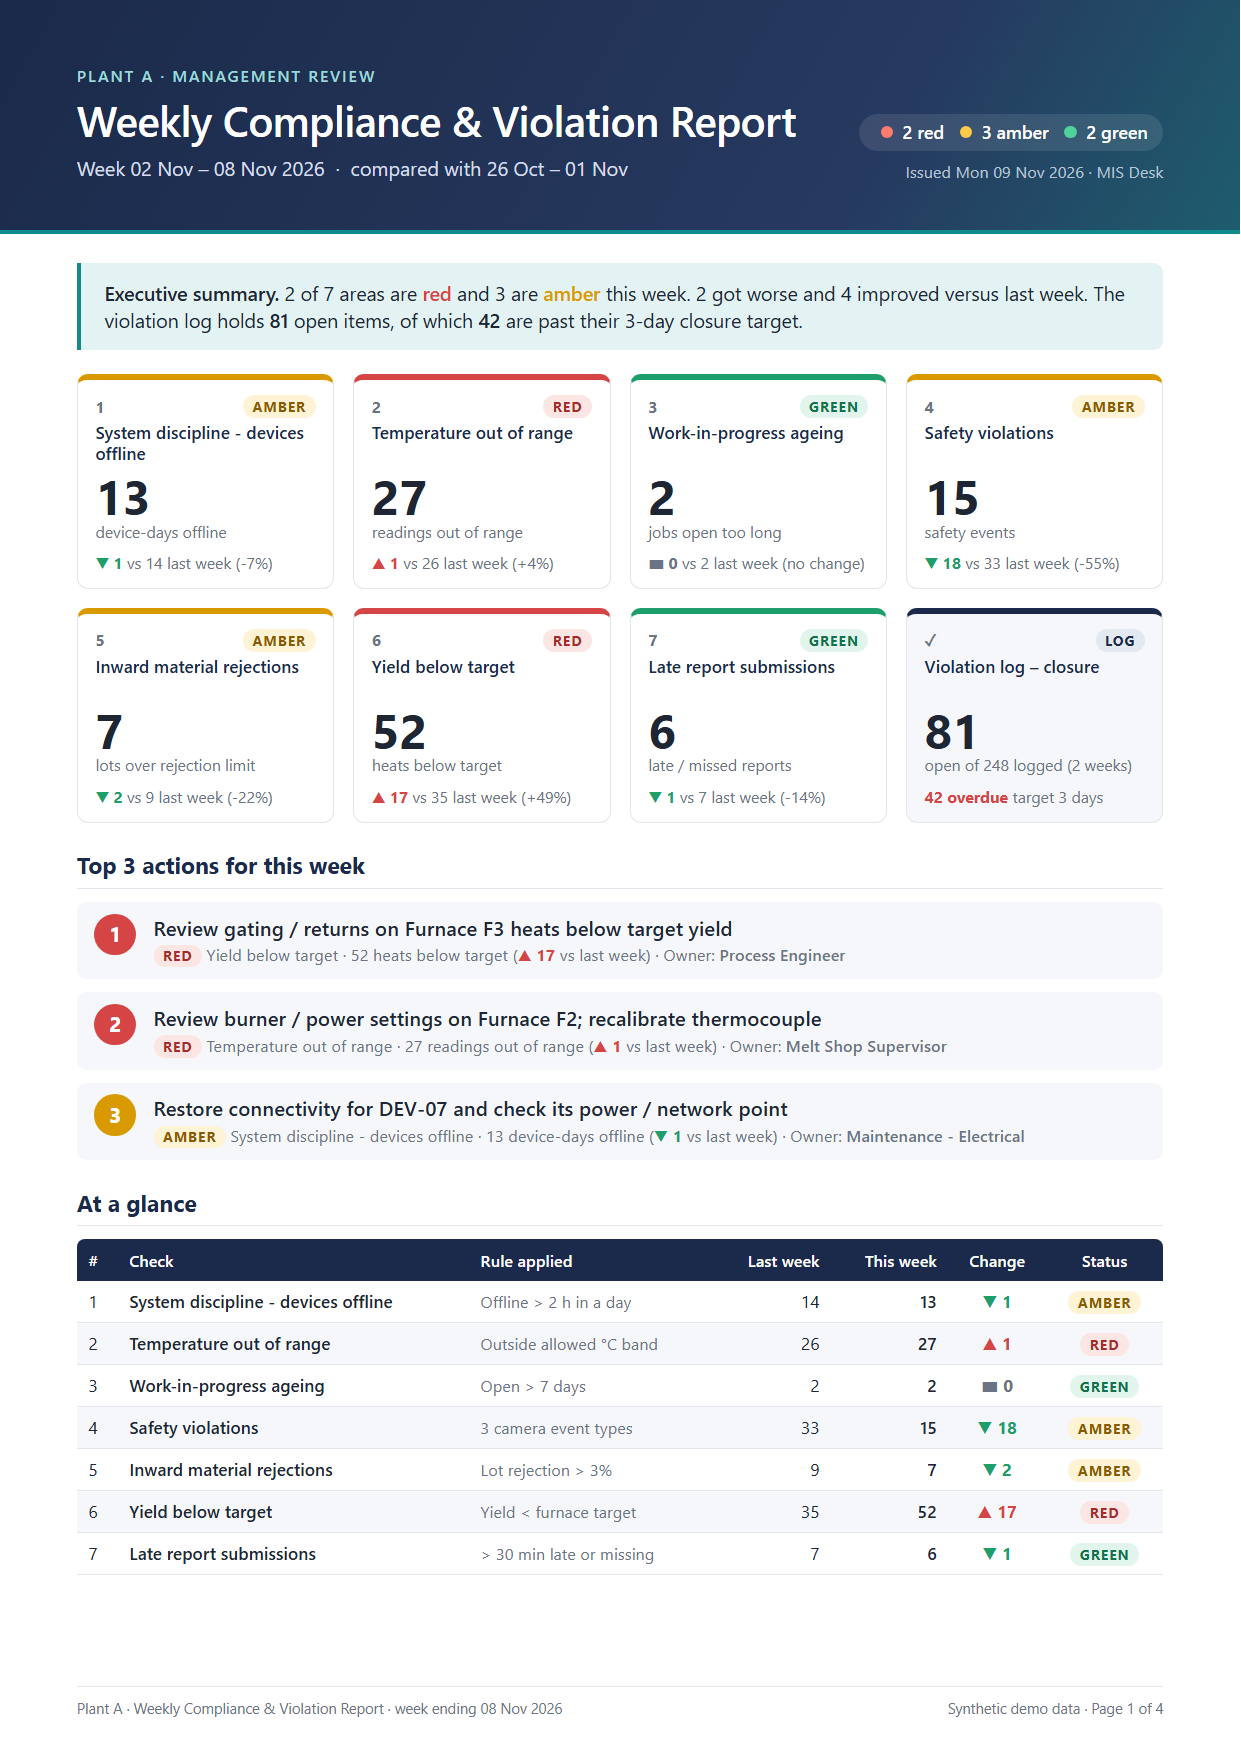 PLANT A · MANAGEMENT REVIEW
Weekly Compliance & Violation Report
Week 02 Nov – 08 Nov 2026 · compared with 26 Oct – 01 Nov
2 red 3 amber 2 green
Issued Mon 09 Nov 2026 · MIS Desk
Executive summary. 2 of 7 areas are red and 3 are amber this week. 2 got worse and 4 improved versus last week. The
violation log holds 81 open items, of which 42 are past their 3-day closure target.
1 AMBER
System discipline - devices
offline
13
device-days offline
▼ 1 vs 14 last week (-7%)
2 RED
Temperature out of range
27
readings out of range
▲ 1 vs 26 last week (+4%)
3 GREEN
Work-in-progress ageing
2
jobs open too long
■ 0 vs 2 last week (no change)
4 AMBER
Safety violations
15
safety events
▼ 18 vs 33 last week (-55%)
5 AMBER
Inward material rejections
7
lots over rejection limit
▼ 2 vs 9 last week (-22%)
6 RED
Yield below target
52
heats below target
▲ 17 vs 35 last week (+49%)
7 GREEN
Late report submissions
6
late / missed reports
▼ 1 vs 7 last week (-14%)
✓ LOG
Violation log – closure
81
open of 248 logged (2 weeks)
42 overdue target 3 days
Top 3 actions for this week
1 Review gating / returns on Furnace F3 heats below target yield
RED Yield below target · 52 heats below target (▲ 17 vs last week) · Owner: Process Engineer
2 Review burner / power settings on Furnace F2; recalibrate thermocouple
RED Temperature out of range · 27 readings out of range (▲ 1 vs last week) · Owner: Melt Shop Supervisor
3 Restore connectivity for DEV-07 and check its power / network point
AMBER System discipline - devices offline · 13 device-days offline (▼ 1 vs last week) · Owner: Maintenance - Electrical
At a glance
# Check Rule applied Last week This week Change Status
1 System discipline - devices offline Offline > 2 h in a day 14 13 ▼ 1 AMBER
2 Temperature out of range Outside allowed °C band 26 27 ▲ 1 RED
3 Work-in-progress ageing Open > 7 days 2 2 ■ 0 GREEN
4 Safety violations 3 camera event types 33 15 ▼ 18 AMBER
5 Inward material rejections Lot rejection > 3% 9 7 ▼ 2 AMBER
6 Yield below target Yield < furnace target 35 52 ▲ 17 RED
7 Late report submissions > 30 min late or missing 7 6 ▼ 1 GREEN
Plant A · Weekly Compliance & Violation Report · week ending 08 Nov 2026
Synthetic demo data · Page 1 of 4